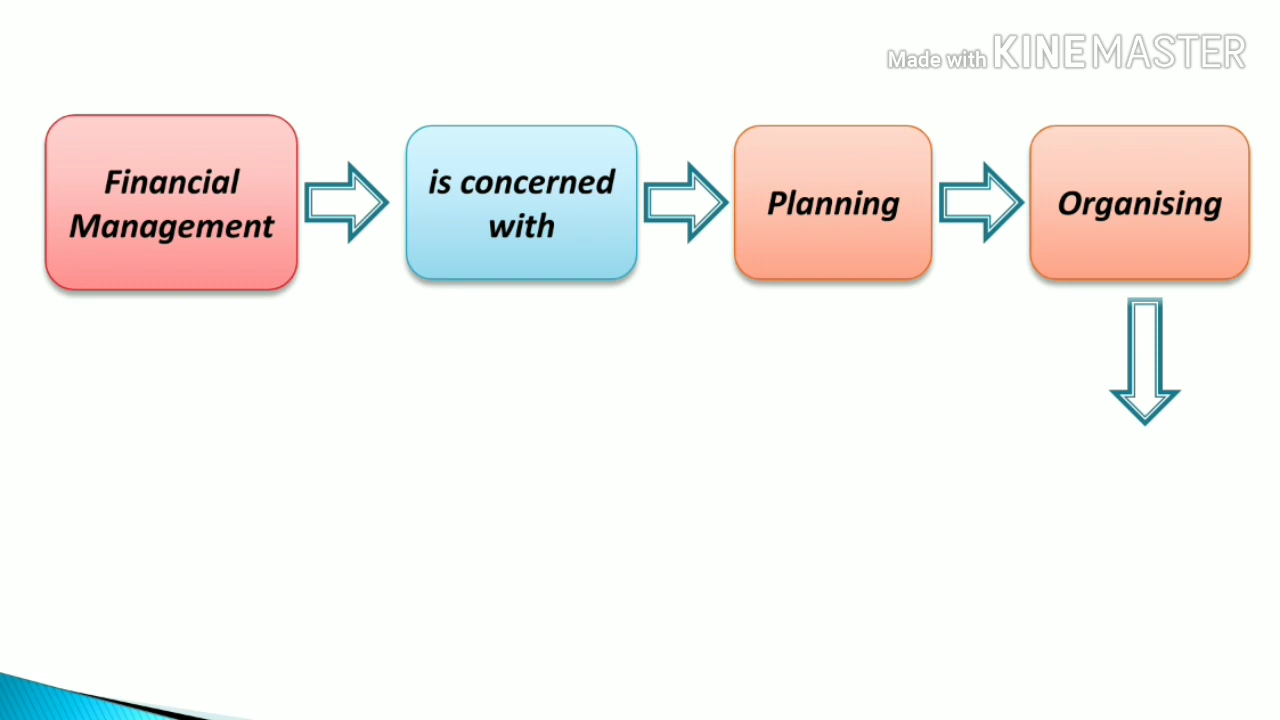 Made with KINEMASTER
Financial
Management
is concerned
with
Planning
Organising